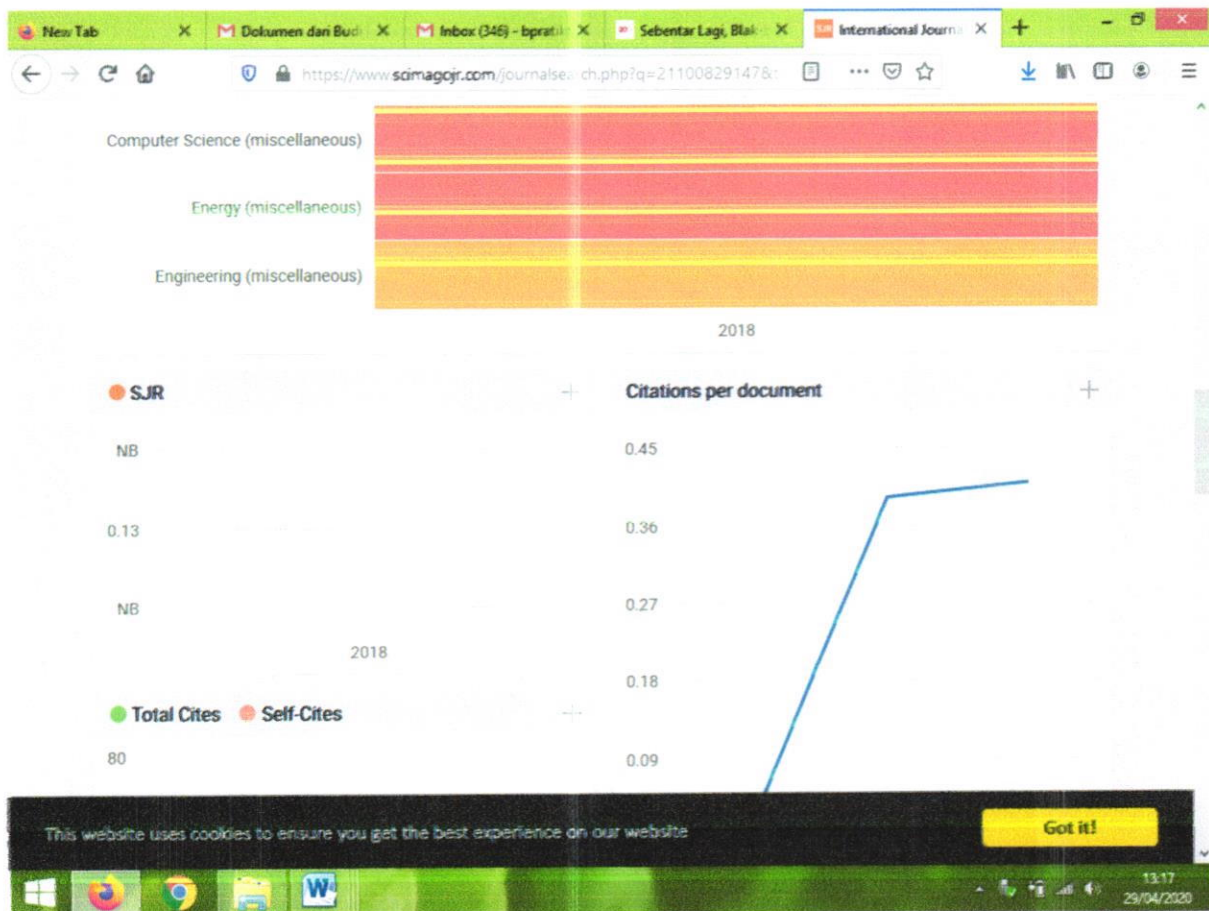 New Tab
Dokumen dari Bud
Inbox (346) - bprati
Sebentar Lagi, Blak
SJR International Journ
https://www.scimagojr.com/journalsearch.php?q=21100829147&
Computer Science (miscellaneous)
Energy (miscellaneous)
Engineering (miscellaneous)
2018
SJR
NB
0.13
NB
2018
Total Cites Self-Cites
80
Citations per document
0.45
0.36
0.27
0.18
0.09
This website uses cookies to ensure you get the best experience on our website
Got it!
W
13:17
29/04/2020